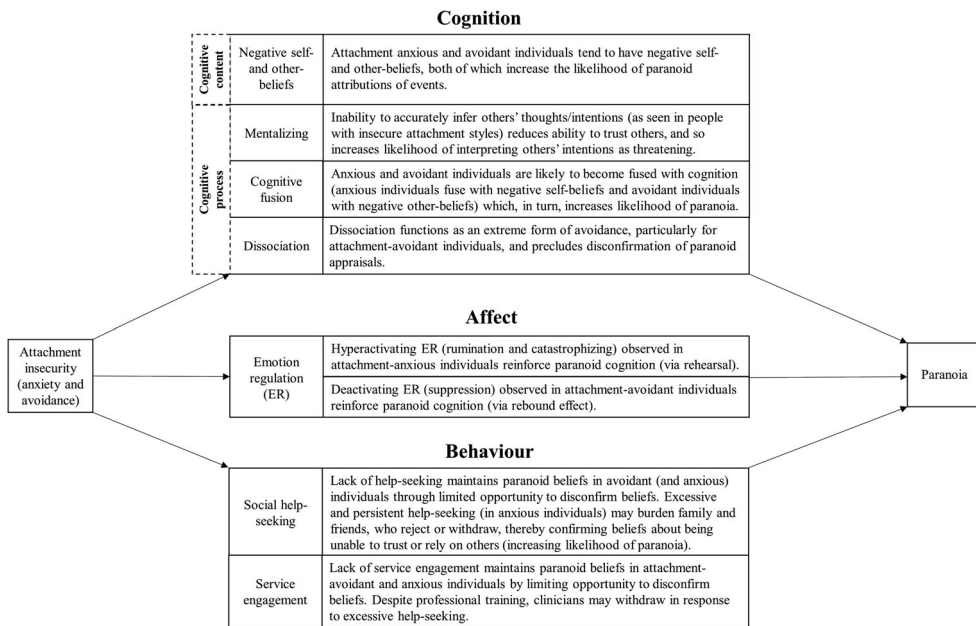 Cognition
Cognitive content
Negative self- and other-beliefs
Attachment anxious and avoidant individuals tend to have negative self-
and other-beliefs, both of which increase the likelihood of paranoid
attributions of events.
Cognitive process
Mentalizing
Inability to accurately infer others' thoughts/intentions (as seen in people
with insecure attachment styles) reduces ability to trust others, and so
increases likelihood of interpreting others' intentions as threatening.
Cognitive
fusion
Anxious and avoidant individuals are likely to become fused with cognition
(anxious individuals fuse with negative self-beliefs and avoidant individuals
with negative other-beliefs) which, in turn, increases likelihood of paranoia.
Dissociation
Dissociation functions as an extreme form of avoidance, particularly for
attachment-avoidant individuals, and precludes disconfirmation of paranoid
appraisals.
Attachment
insecurity
(anxiety and
avoidance)
Affect
Emotion
regulation
(ER)
Hyperactivating ER (rumination and catastrophizing) observed in
attachment-anxious individuals reinforce paranoid cognition (via rehearsal).
Deactivating ER (suppression) observed in attachment-avoidant individuals
reinforce paranoid cognition (via rebound effect).
Paranoia
Behaviour
Social help-
seeking
Lack of help-seeking maintains paranoid beliefs in avoidant (and anxious)
individuals through limited opportunity to disconfirm beliefs. Excessive
and persistent help-seeking (in anxious individuals) may burden family and
friends, who reject or withdraw, thereby confirming beliefs about being
unable to trust or rely on others (increasing likelihood of paranoia).
Service
engagement
Lack of service engagement maintains paranoid beliefs in attachment-
avoidant and anxious individuals by limiting opportunity to disconfirm
beliefs. Despite professional training, clinicians may withdraw in response
to excessive help-seeking.